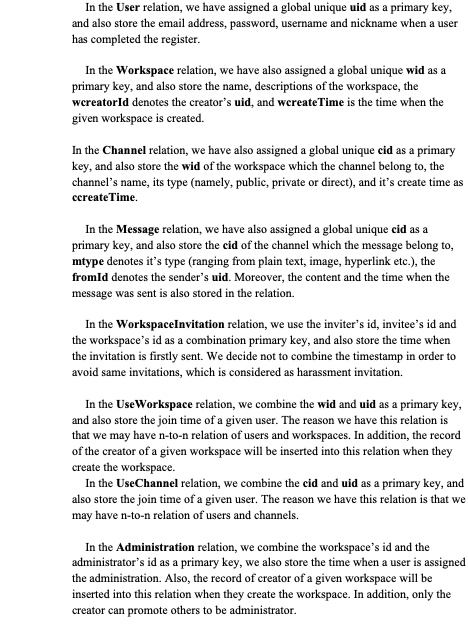 In the User relation, we have assigned a global unique uid as a primary key,
and also store the email address, password, username and nickname when a user
has completed the register.
In the Workspace relation, we have also assigned a global unique wid as a
primary key, and also store the name, descriptions of the workspace, the
wcreatorId denotes the creator's uid, and wcreateTime is the time when the
given workspace is created.
In the Channel relation, we have also assigned a global unique cid as a primary
key, and also store the wid of the workspace which the channel belong to, the
channel's name, its type (namely, public, private or direct), and it's create time as
ccreateTime.
In the Message relation, we have also assigned a global unique cid as a
primary key, and also store the cid of the channel which the message belong to,
mtype denotes it's type (ranging from plain text, image, hyperlink etc.), the
fromId denotes the sender's uid. Moreover, the content and the time when the
message was sent is also stored in the relation.
In the WorkspaceInvitation relation, we use the inviter's id, invitee's id and
the workspace's id as a combination primary key, and also store the time when
the invitation is firstly sent. We decide not to combine the timestamp in order to
avoid same invitations, which is considered as harassment invitation.
In the UseWorkspace relation, we combine the wid and uid as a primary key,
and also store the join time of a given user. The reason we have this relation is
that we may have n-to-n relation of users and workspaces. In addition, the record
of the creator of a given workspace will be inserted into this relation when they
create the workspace.
In the UseChannel relation, we combine the cid and uid as a primary key, and
also store the join time of a given user. The reason we have this relation is that we
may have n-to-n relation of users and channels.
In the Administration relation, we combine the workspace's id and the
administrator's id as a primary key, we also store the time when a user is assigned
the administration. Also, the record of creator of a given workspace will be
inserted into this relation when they create the workspace. In addition, only the
creator can promote others to be administrator.